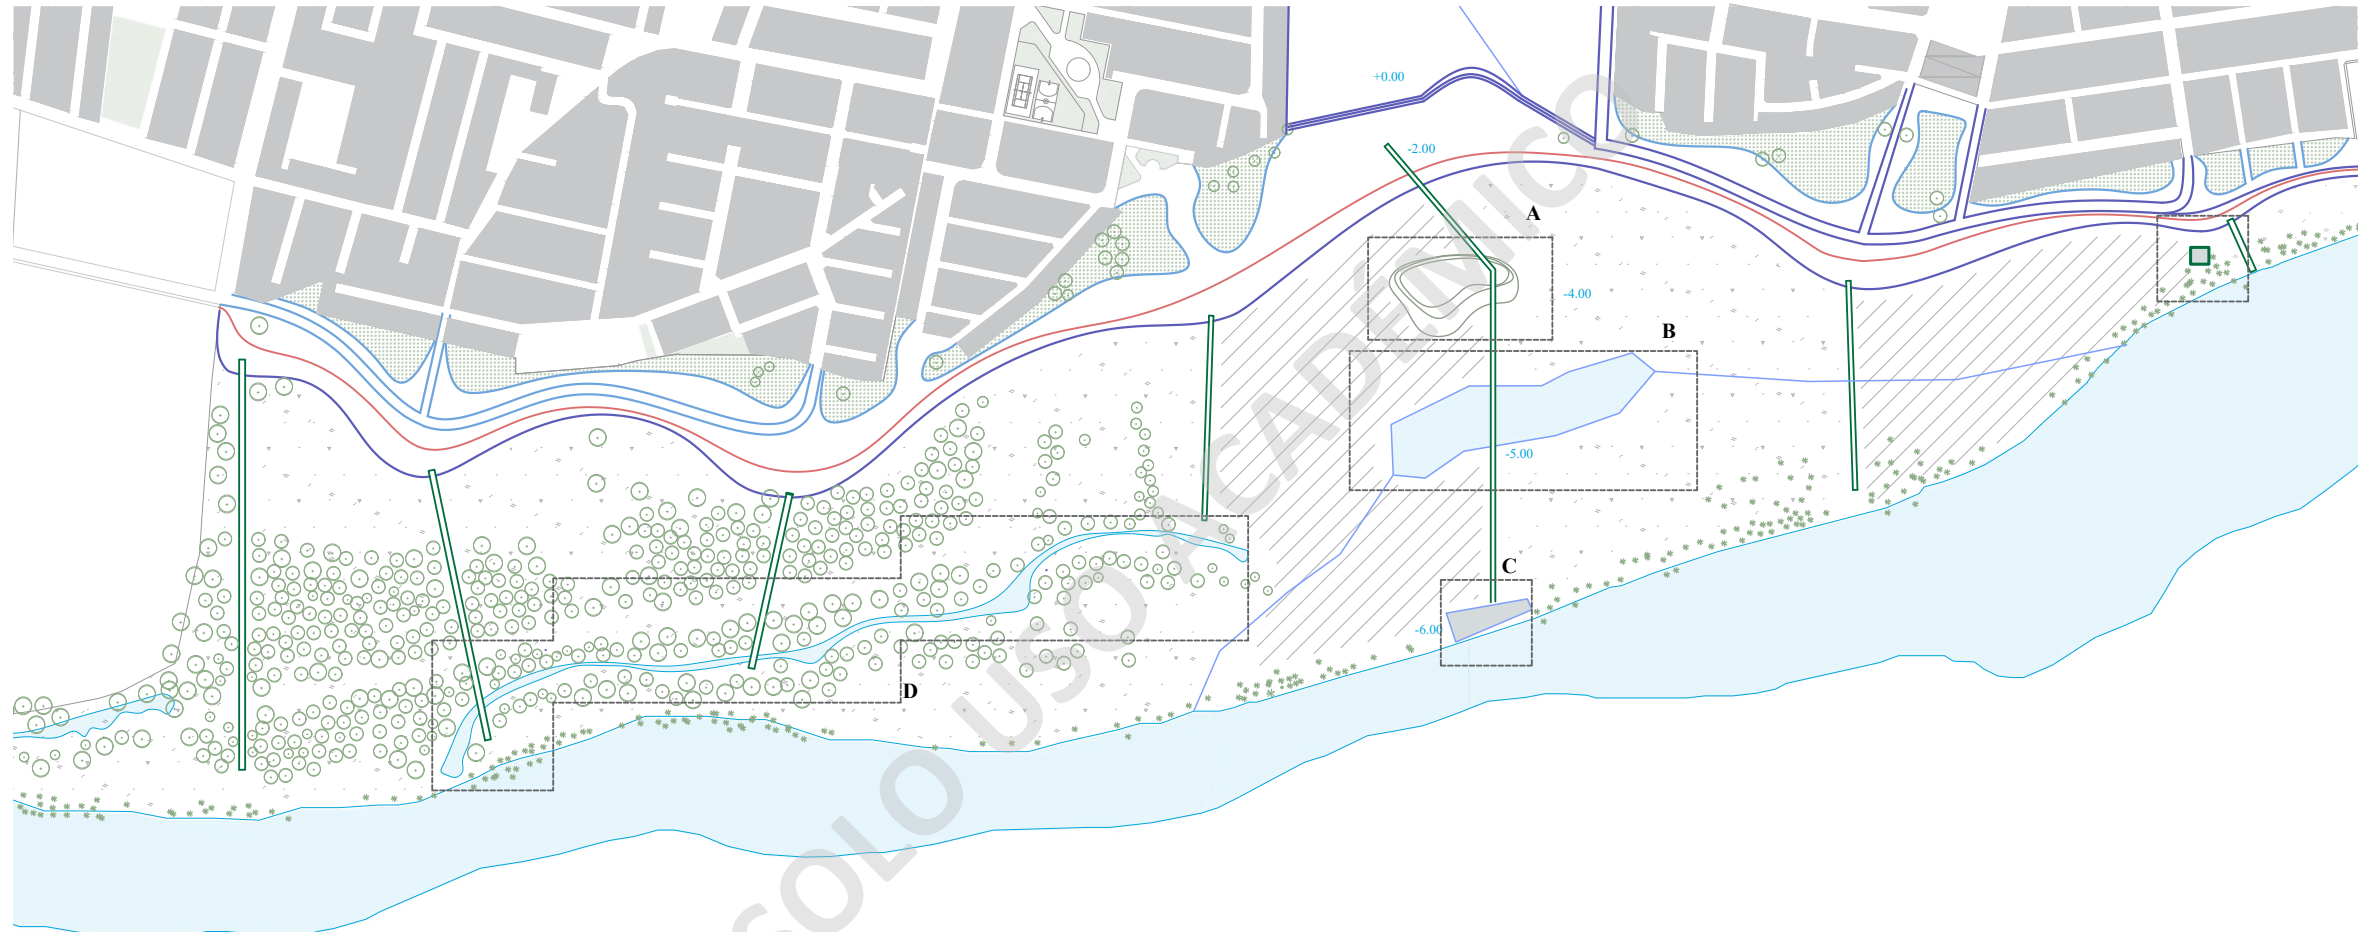 +0.00
-2.00
A
-4.00
B
-5.00
C
-6.00
D
SOLO USO ACADÉMICO